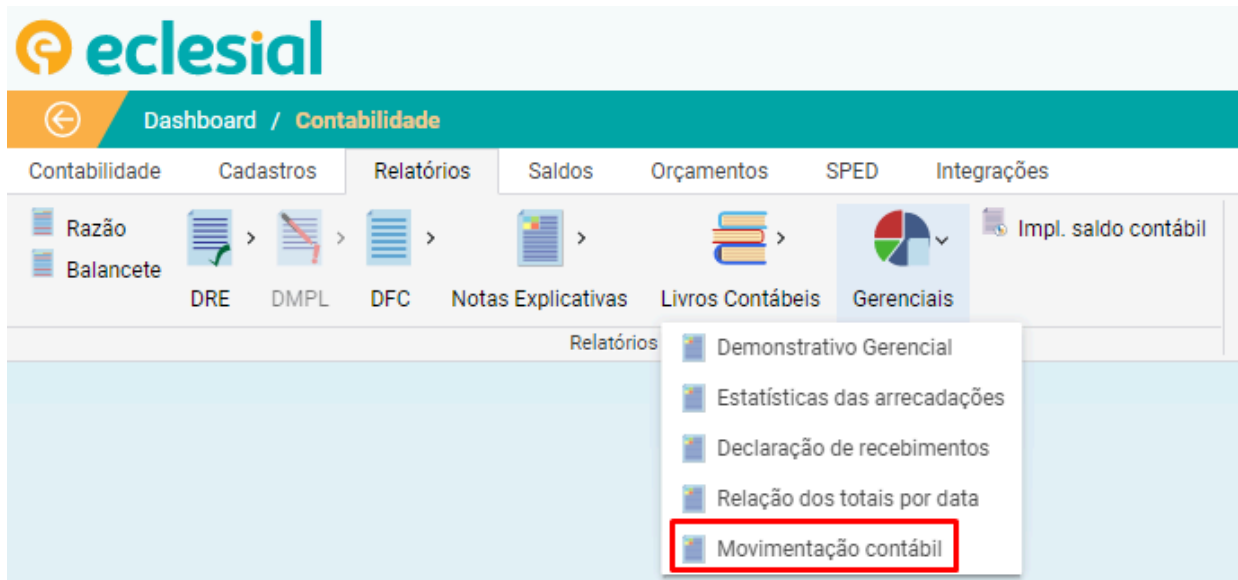 eclesial
Dashboard / Contabilidade
Contabilidade Cadastros Relatórios Saldos Orçamentos SPED Integrações
Razão
Balancete
DRE DMPL DFC Notas Explicativas Livros Contábeis Gerenciais
Impl. saldo contábil
Relatórios
Demonstrativo Gerencial
Estatísticas das arrecadações
Declaração de recebimentos
Relação dos totais por data
Movimentação contábil